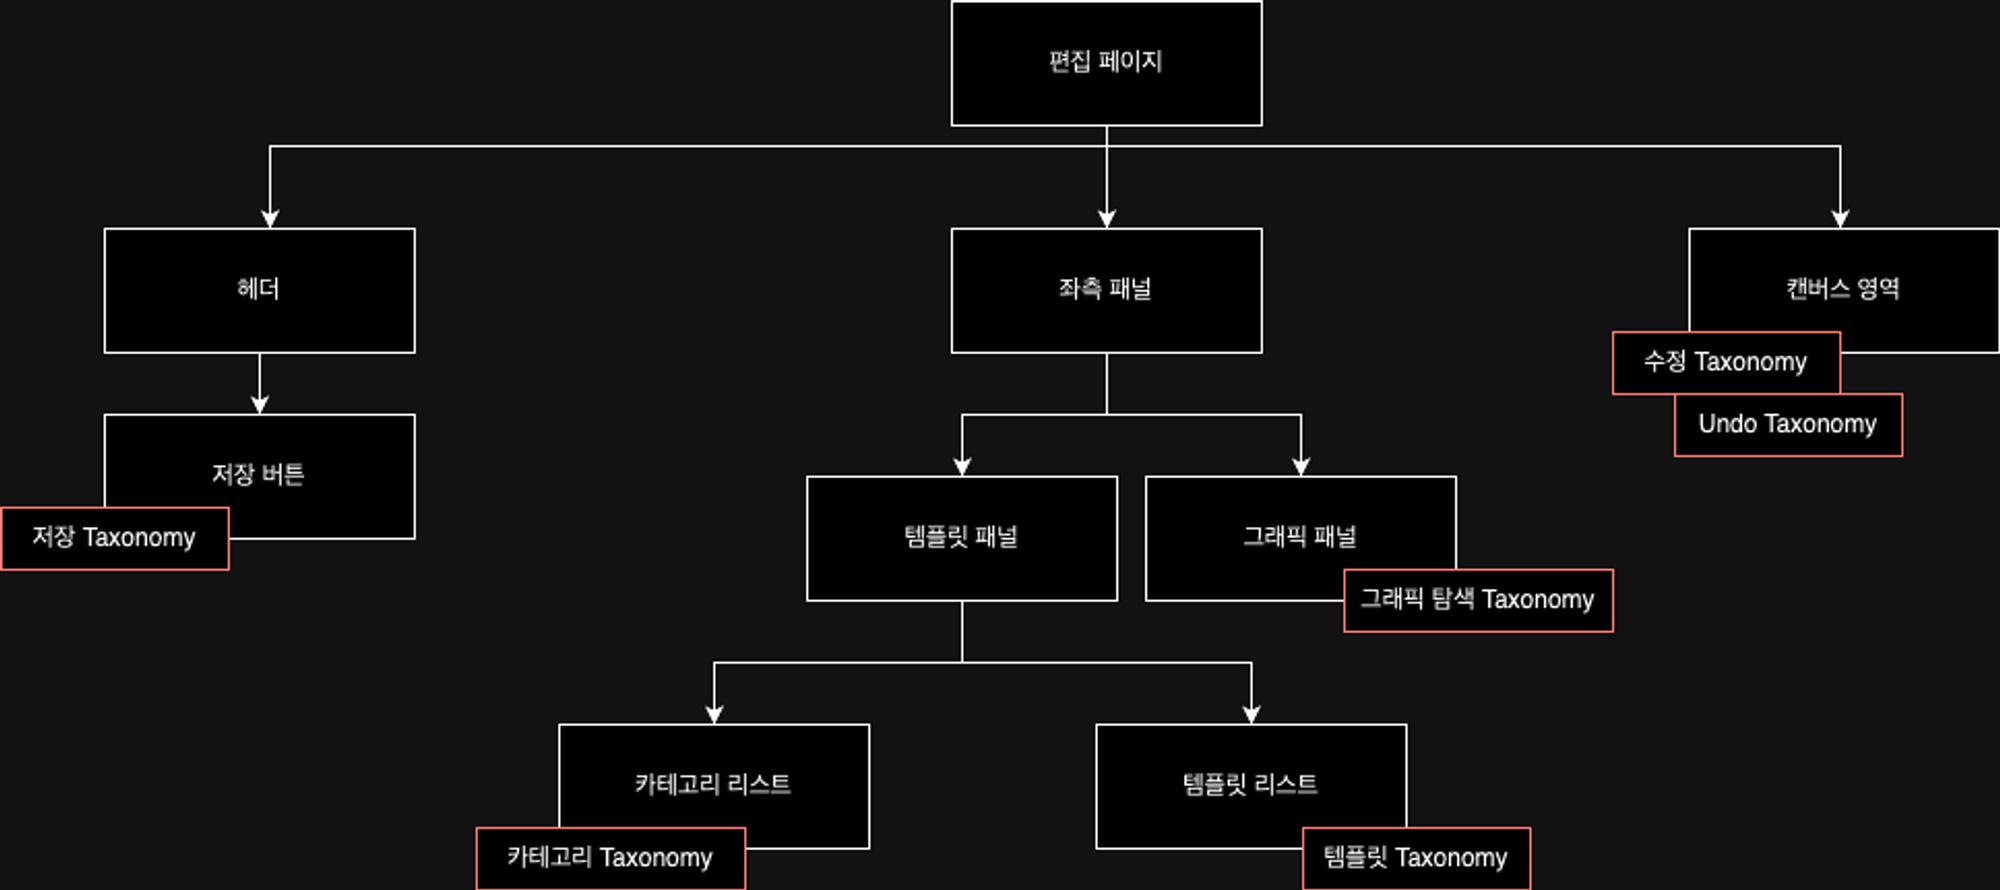 편집 페이지
헤더
좌측 패널
캔버스 영역
수정 Taxonomy
Undo Taxonomy
저장 버튼
저장 Taxonomy
템플릿 패널
그래픽 패널
그래픽 탐색 Taxonomy
카테고리 리스트
템플릿 리스트
카테고리 Taxonomy
템플릿 Taxonomy